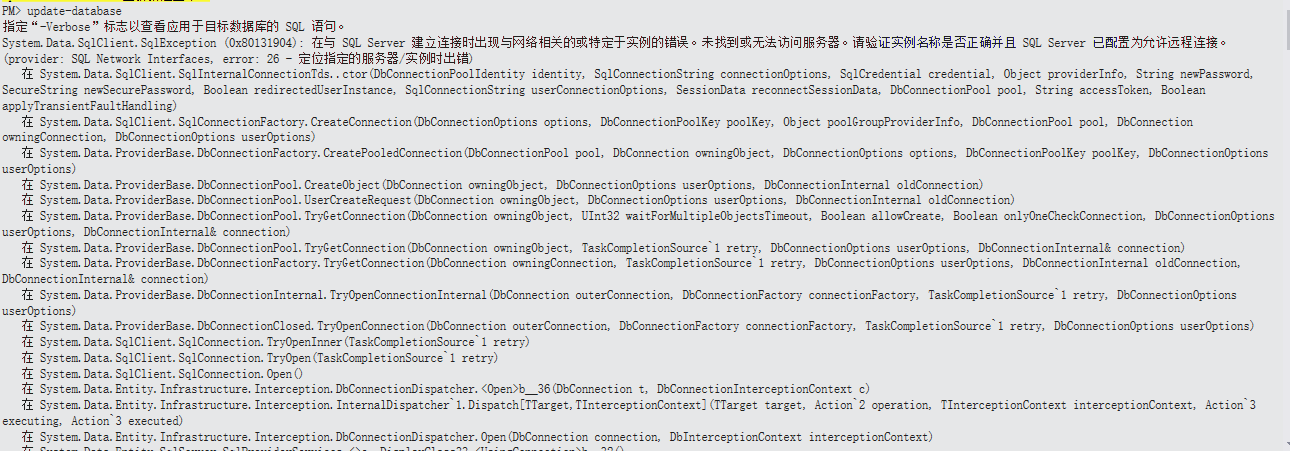 PM> update-database
指定“-Verbose”标志以查看应用于目标数据库的 SQL 语句。
System.Data.SqlClient.SqlException (0x80131904): 在与 SQL Server 建立连接时出现与网络相关的或特定于实例的错误。未找到或无法访问服务器。请验证实例名称是否正确并且 SQL Server 已配置为允许远程连接。
(provider: SQL Network Interfaces, error: 26 - 定位指定的服务器/实例时出错)
在 System.Data.SqlClient.SqlInternalConnectionTds..ctor(DbConnectionPoolIdentity identity, SqlConnectionString connectionOptions, SqlCredential credential, Object providerInfo, String newPassword,
SecureString newSecurePassword, Boolean redirectedUserInstance, SqlConnectionString userConnectionOptions, SessionData reconnectSessionData, DbConnectionPool pool, String accessToken, Boolean
applyTransientFaultHandling)
在 System.Data.SqlClient.SqlConnectionFactory.CreateConnection(DbConnectionOptions options, DbConnectionPoolKey poolKey, Object poolGroupProviderInfo, DbConnectionPool pool, DbConnection
owningConnection, DbConnectionOptions userOptions)
在 System.Data.ProviderBase.DbConnectionFactory.CreatePooledConnection(DbConnectionPool pool, DbConnection owningObject, DbConnectionOptions options, DbConnectionPoolKey poolKey, DbConnectionOptions
userOptions)
在 System.Data.ProviderBase.DbConnectionPool.CreateObject(DbConnection owningObject, DbConnectionOptions userOptions, DbConnectionInternal oldConnection)
在 System.Data.ProviderBase.DbConnectionPool.UserCreateRequest(DbConnection owningObject, DbConnectionOptions userOptions, DbConnectionInternal oldConnection)
在 System.Data.ProviderBase.DbConnectionPool.TryGetConnection(DbConnection owningObject, UInt32 waitForMultipleObjectsTimeout, Boolean allowCreate, Boolean onlyOneCheckConnection, DbConnectionOptions
userOptions, DbConnectionInternal& connection)
在 System.Data.ProviderBase.DbConnectionPool.TryGetConnection(DbConnection owningObject, TaskCompletionSource`1 retry, DbConnectionOptions userOptions, DbConnectionInternal& connection)
在 System.Data.ProviderBase.DbConnectionFactory.TryGetConnection(DbConnection owningConnection, TaskCompletionSource`1 retry, DbConnectionOptions userOptions, DbConnectionInternal oldConnection,
DbConnectionInternal& connection)
在 System.Data.ProviderBase.DbConnectionInternal.TryOpenConnectionInternal(DbConnection outerConnection, DbConnectionFactory connectionFactory, TaskCompletionSource`1 retry, DbConnectionOptions
userOptions)
在 System.Data.ProviderBase.DbConnectionClosed.TryOpenConnection(DbConnection outerConnection, DbConnectionFactory connectionFactory, TaskCompletionSource`1 retry, DbConnectionOptions userOptions)
在 System.Data.SqlClient.SqlConnection.TryOpenInner(TaskCompletionSource`1 retry)
在 System.Data.SqlClient.SqlConnection.TryOpen(TaskCompletionSource`1 retry)
在 System.Data.SqlClient.SqlConnection.Open()
在 System.Data.Entity.Infrastructure.Interception.DbConnectionDispatcher.<Open>b__36(DbConnection t, DbConnectionInterceptionContext c)
在 System.Data.Entity.Infrastructure.Interception.InternalDispatcher`1.Dispatch[TTarget,TInterceptionContext](TTarget target, Action`2 operation, TInterceptionContext interceptionContext, Action`3
executing, Action`3 executed)
在 System.Data.Entity.Infrastructure.Interception.DbConnectionDispatcher.Open(DbConnection connection, DbInterceptionContext interceptionContext)